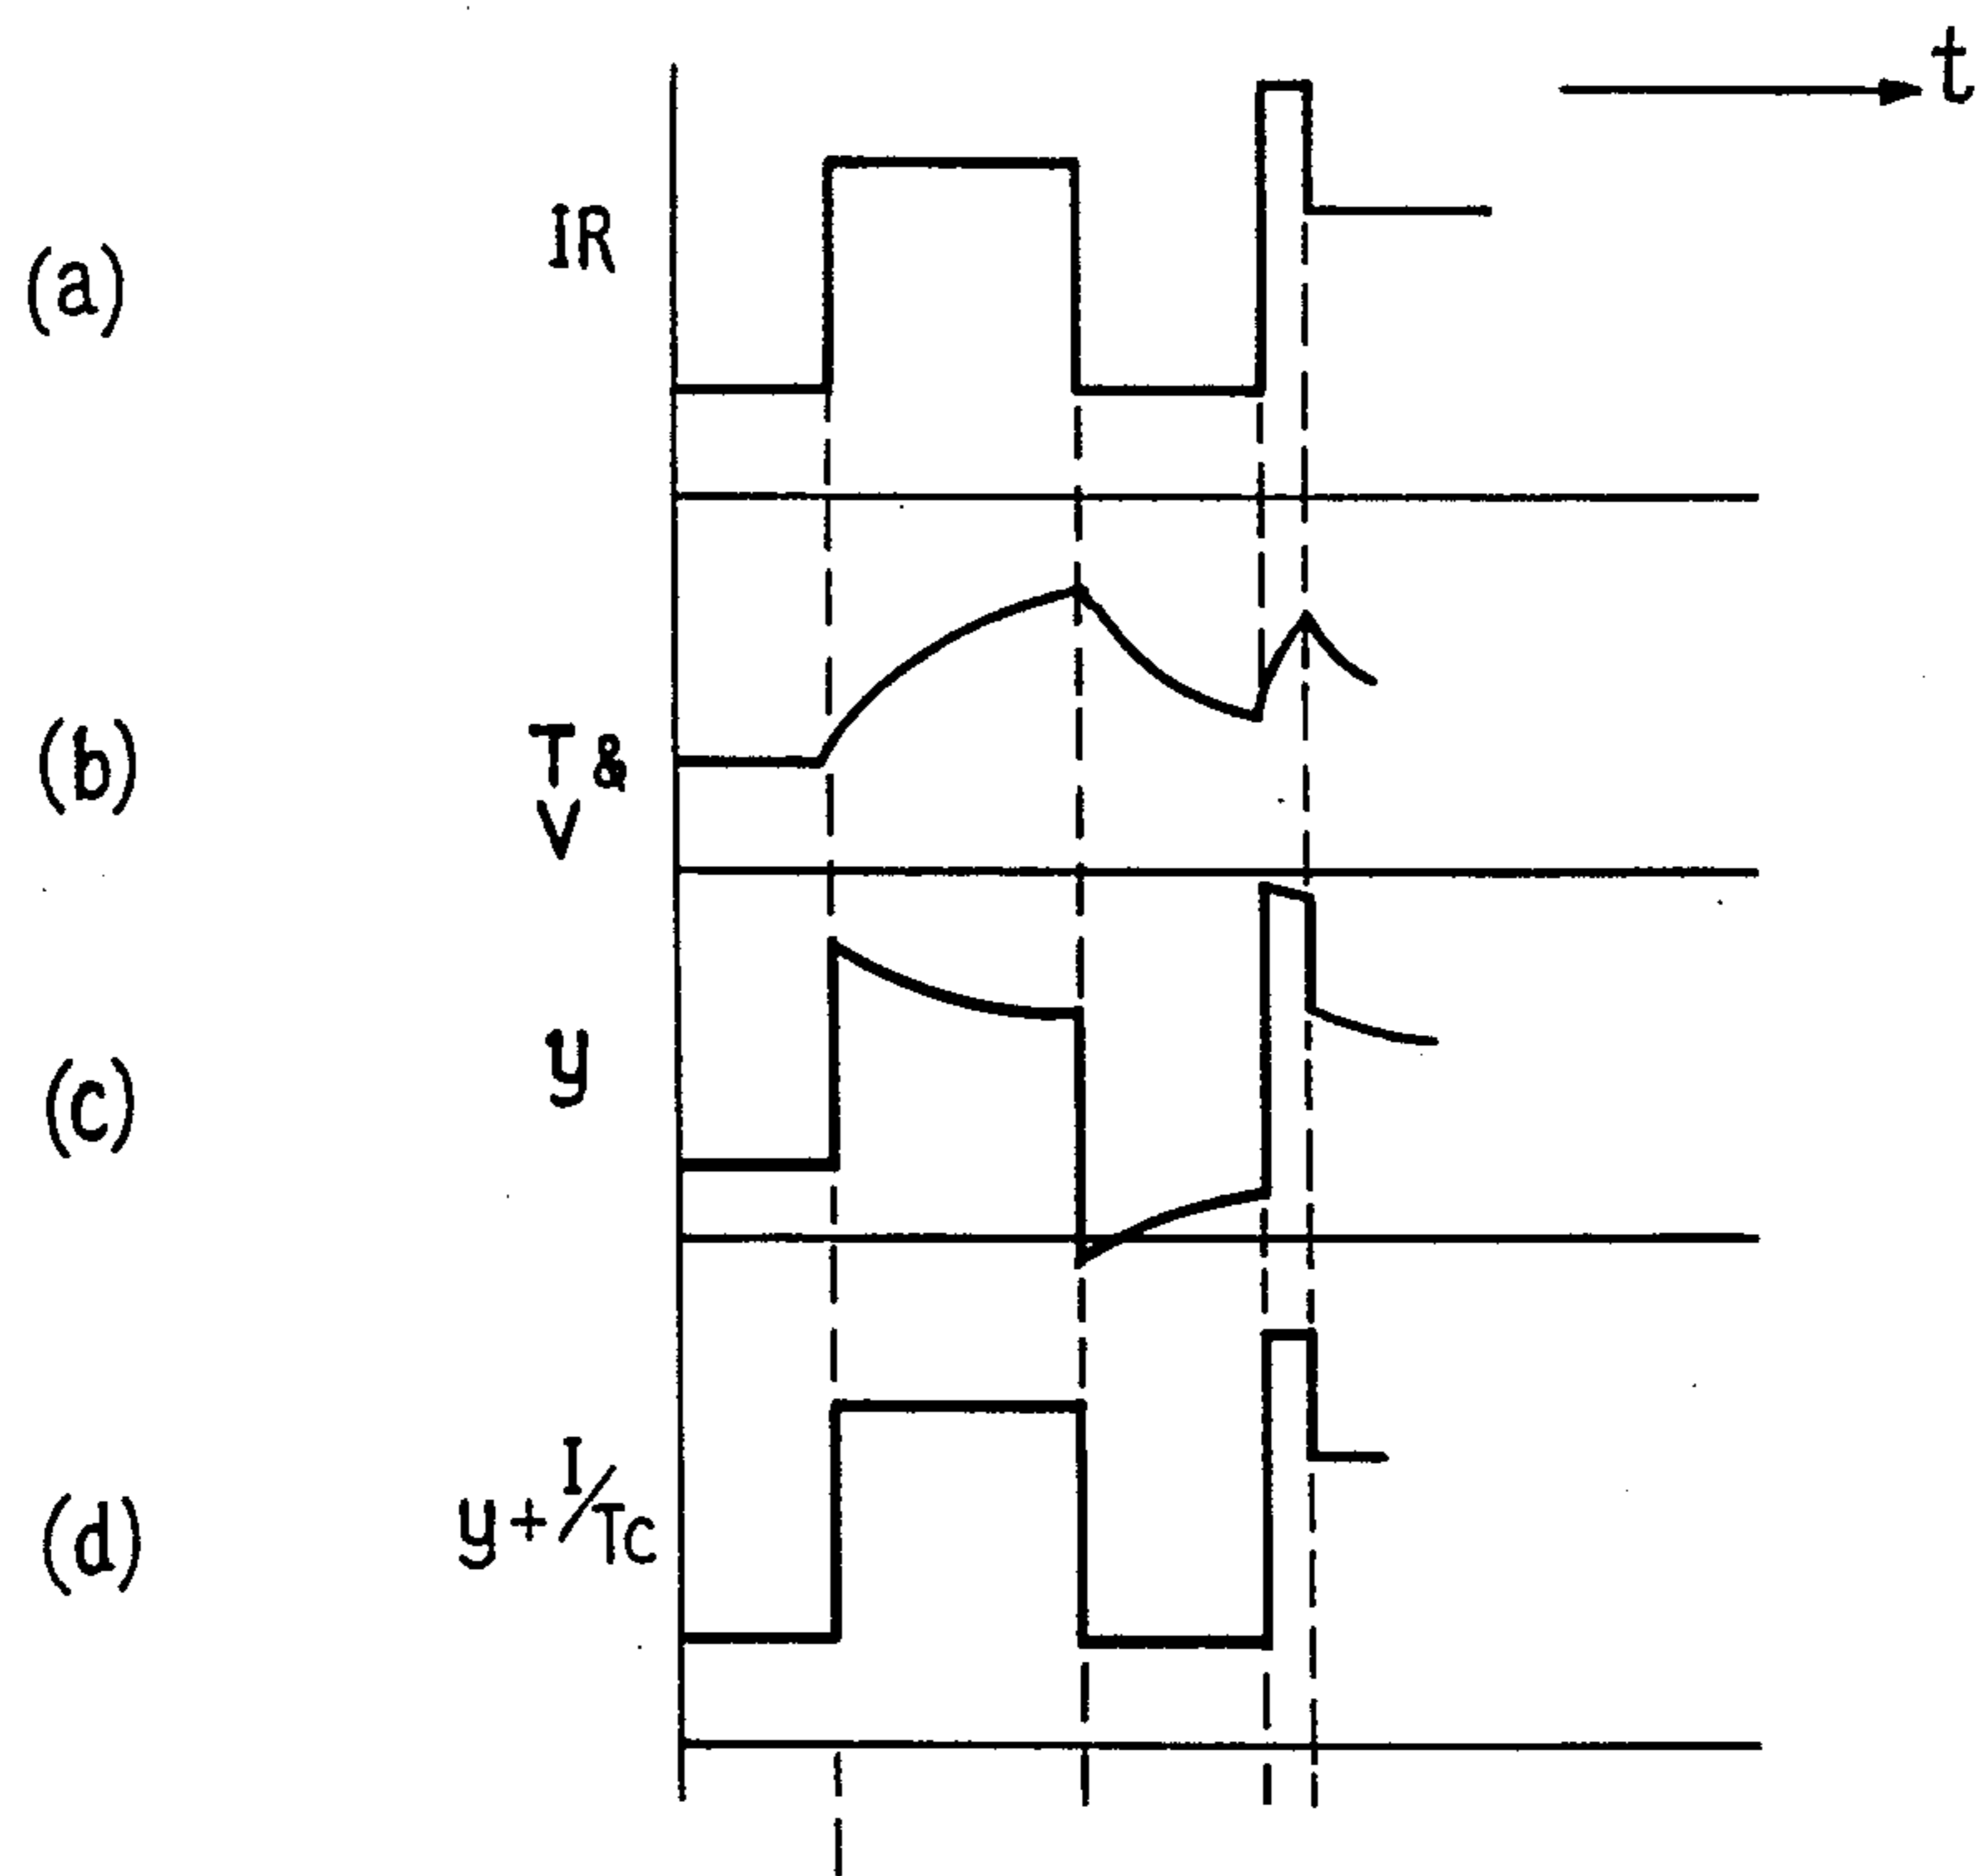 t
(a)
IR
(b)
T &
V
(c)
y
(d)
y + I/Tc